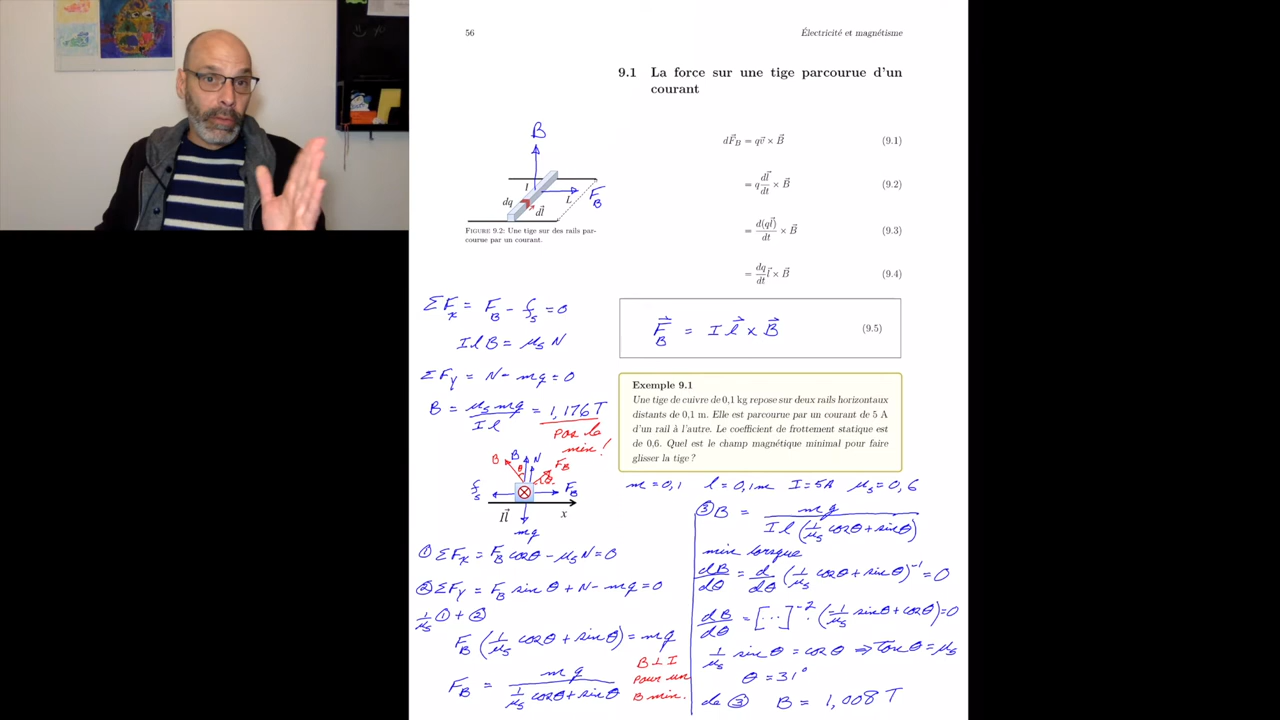 56
Électricité et magnétisme
9.1 La force sur une tige parcourue d'un
courant
B
I
F_B
L
dq
dl⃗
FIGURE 9.2: Une tige sur des rails par-
courue par un courant.
dF⃗_B = qv⃗ × B⃗ (9.1)
= q dl⃗/dt × B⃗ (9.2)
= d(ql⃗)/dt × B⃗ (9.3)
= dq/dt l⃗ × B⃗ (9.4)
F⃗_B = I l⃗ × B⃗ (9.5)
ΣF_x = F_B - f_s = 0
I l B = μ_s N
ΣF_y = N - mg = 0
B = μ_s mg / I l = 1,176 T
pas le
min!
Exemple 9.1
Une tige de cuivre de 0,1 kg repose sur deux rails horizontaux
distants de 0,1 m. Elle est parcourue par un courant de 5 A
d'un rail à l'autre. Le coefficient de frottement statique est
de 0,6. Quel est le champ magnétique minimal pour faire
glisser la tige ?
m = 0,1 l = 0,1 m I = 5A μ_s = 0,6
B θ B N F_B θ
f_s F_B
Il⃗ x
mg
① ΣF_x = F_B cos θ - μ_s N = 0
② ΣF_y = F_B sin θ + N - mg = 0
1/μ_s ① + ②
F_B (1/μ_s cos θ + sin θ) = mg
F_B = mg / (1/μ_s cos θ + sin θ)
B ⊥ I
pour un
B min.
③ B = mg / I l (1/μ_s cos θ + sin θ)
min lorsque
dB/dθ = d/dθ (1/μ_s cos θ + sin θ)^-1 = 0
dB/dθ = [...]^-2 · (-1/μ_s sin θ + cos θ) = 0
1/μ_s sin θ = cos θ ⇒ tan θ = μ_s
θ = 31°
de ③ B = 1,008 T